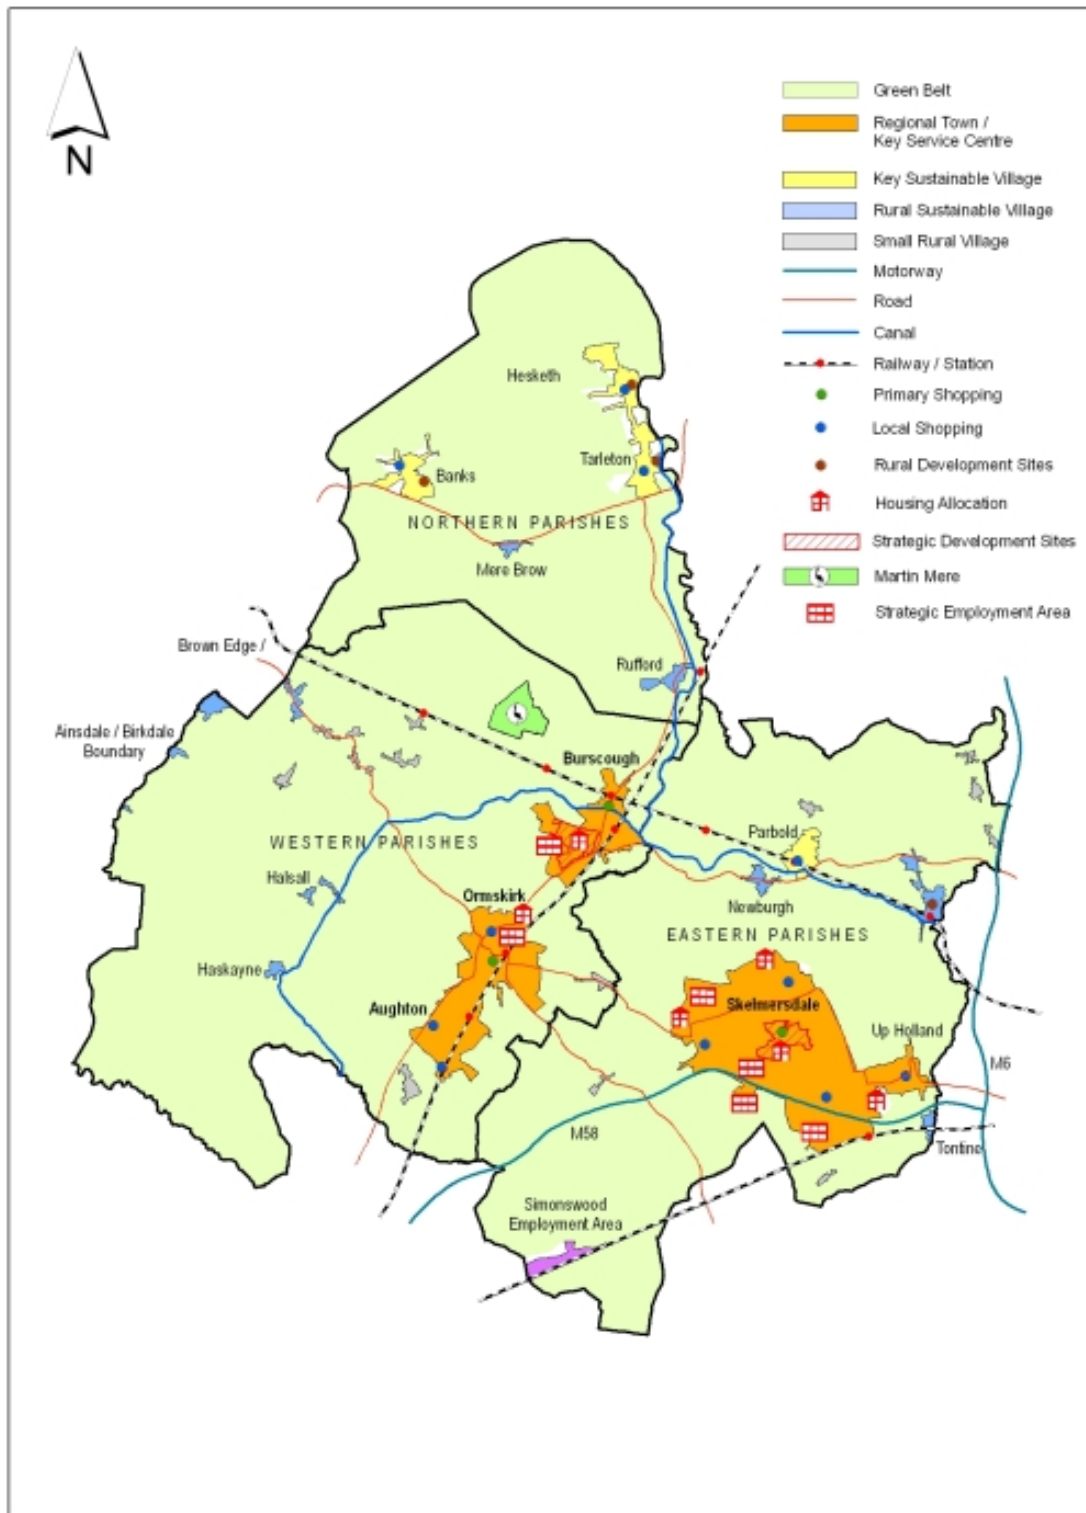 N
Green Belt
Regional Town /
Key Service Centre
Key Sustainable Village
Rural Sustainable Village
Small Rural Village
Motorway
Road
Canal
Railway / Station
Primary Shopping
Local Shopping
Rural Development Sites
Housing Allocation
Strategic Development Sites
Martin Mere
Strategic Employment Area
Hesketh
Tarleton
Banks
NORTHERN PARISHES
Mere Brow
Brown Edge /
Rufford
Ainsdale / Birkdale
Boundary
Burscough
WESTERN PARISHES
Parbold
Halsall
Ormskirk
Newburgh
EASTERN PARISHES
Haskayne
Aughton
Skelmersdale
Up Holland
M6
M58
Tontine
Simonswood
Employment Area